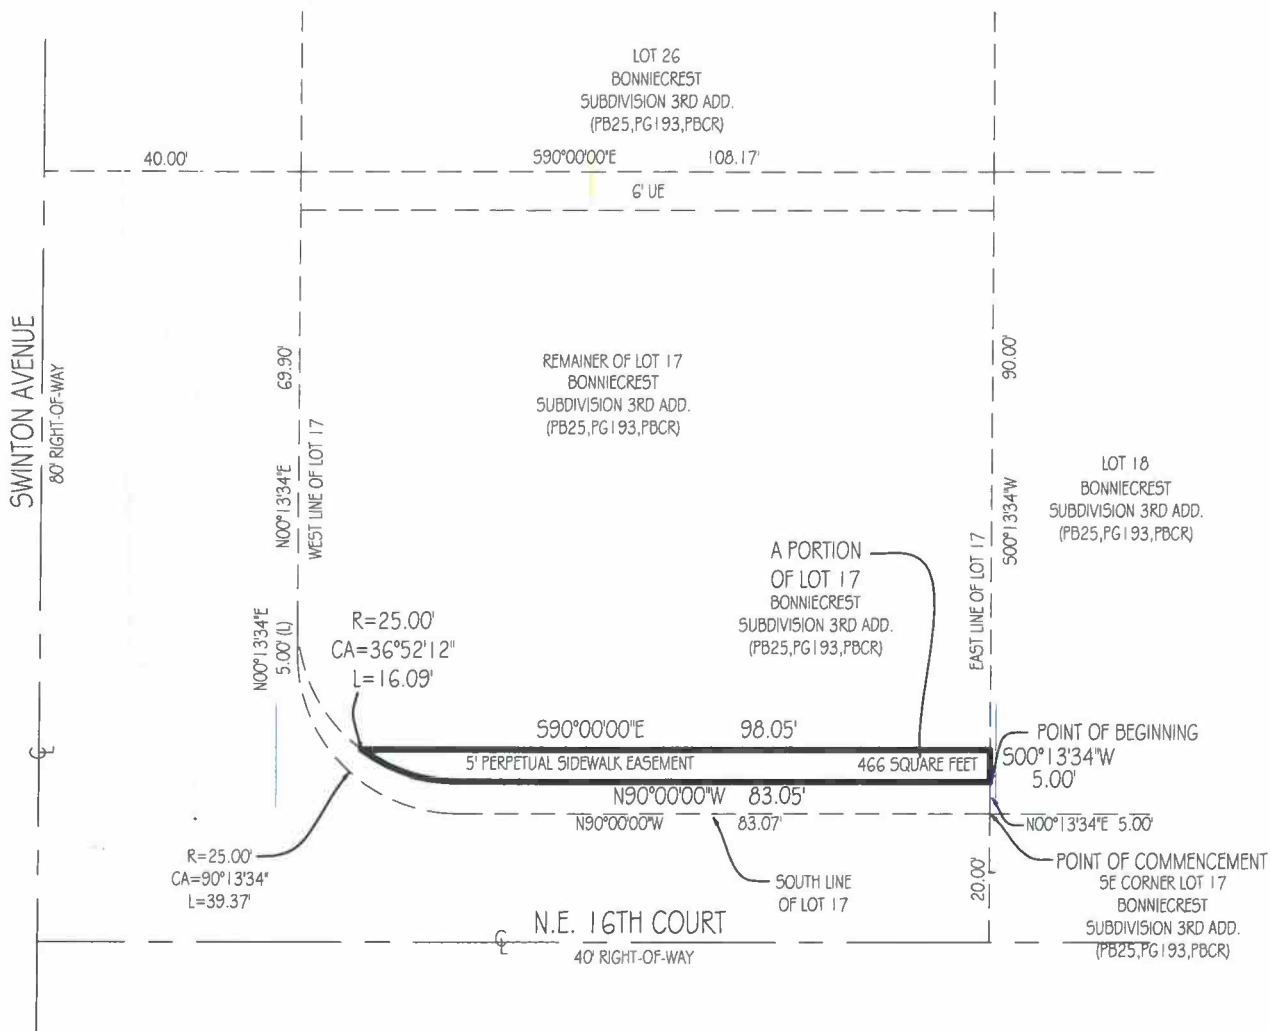 LOT 26
BONNIECREST
SUBDIVISION 3RD ADD.
(PB25,PG193,PBCR)
40.00'
S90°00'00"E 108.17'
6' UE
SWINTON AVENUE
80' RIGHT-OF-WAY
N00°13'34"E 69.90'
WEST LINE OF LOT 17
REMAINER OF LOT 17
BONNIECREST
SUBDIVISION 3RD ADD.
(PB25,PG193,PBCR)
90.00'
S00°13'34"W
EAST LINE OF LOT 17
LOT 18
BONNIECREST
SUBDIVISION 3RD ADD.
(PB25,PG193,PBCR)
A PORTION
OF LOT 17
BONNIECREST
SUBDIVISION 3RD ADD.
(PB25,PG193,PBCR)
N00°13'34"E
5.00' (L)
R=25.00'
CA=36°52'12"
L=16.09'
S90°00'00"E 98.05'
POINT OF BEGINNING
S00°13'34"W
5.00'
5' PERPETUAL SIDEWALK EASEMENT
466 SQUARE FEET
N90°00'00"W 83.05'
N90°00'00"W 83.07'
N00°13'34"E 5.00'
R=25.00'
CA=90°13'34"
L=39.37'
SOUTH LINE
OF LOT 17
20.00'
POINT OF COMMENCEMENT
SE CORNER LOT 17
BONNIECREST
SUBDIVISION 3RD ADD.
(PB25,PG193,PBCR)
N.E. 16TH COURT
40' RIGHT-OF-WAY
CL
CL